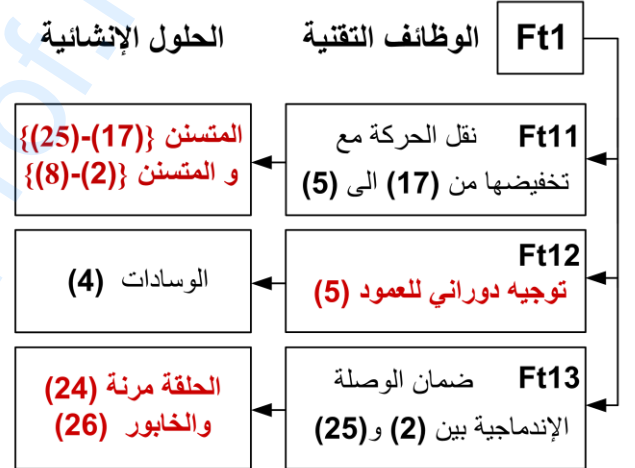 Ft1
الوظائف التقنية
الحلول الإنشائية
Ft11 نقل الحركة مع
تخفيضها من (17) الى (5)
المتسنن {(17)-(25)}
و المتسنن {(2)-(8)}
Ft12
توجيه دوراني للعمود (5)
الوسادات (4)
Ft13 ضمان الوصلة
الإندماجية بين (2) و(25)
الحلقة مرنة (24)
والخابور (26)